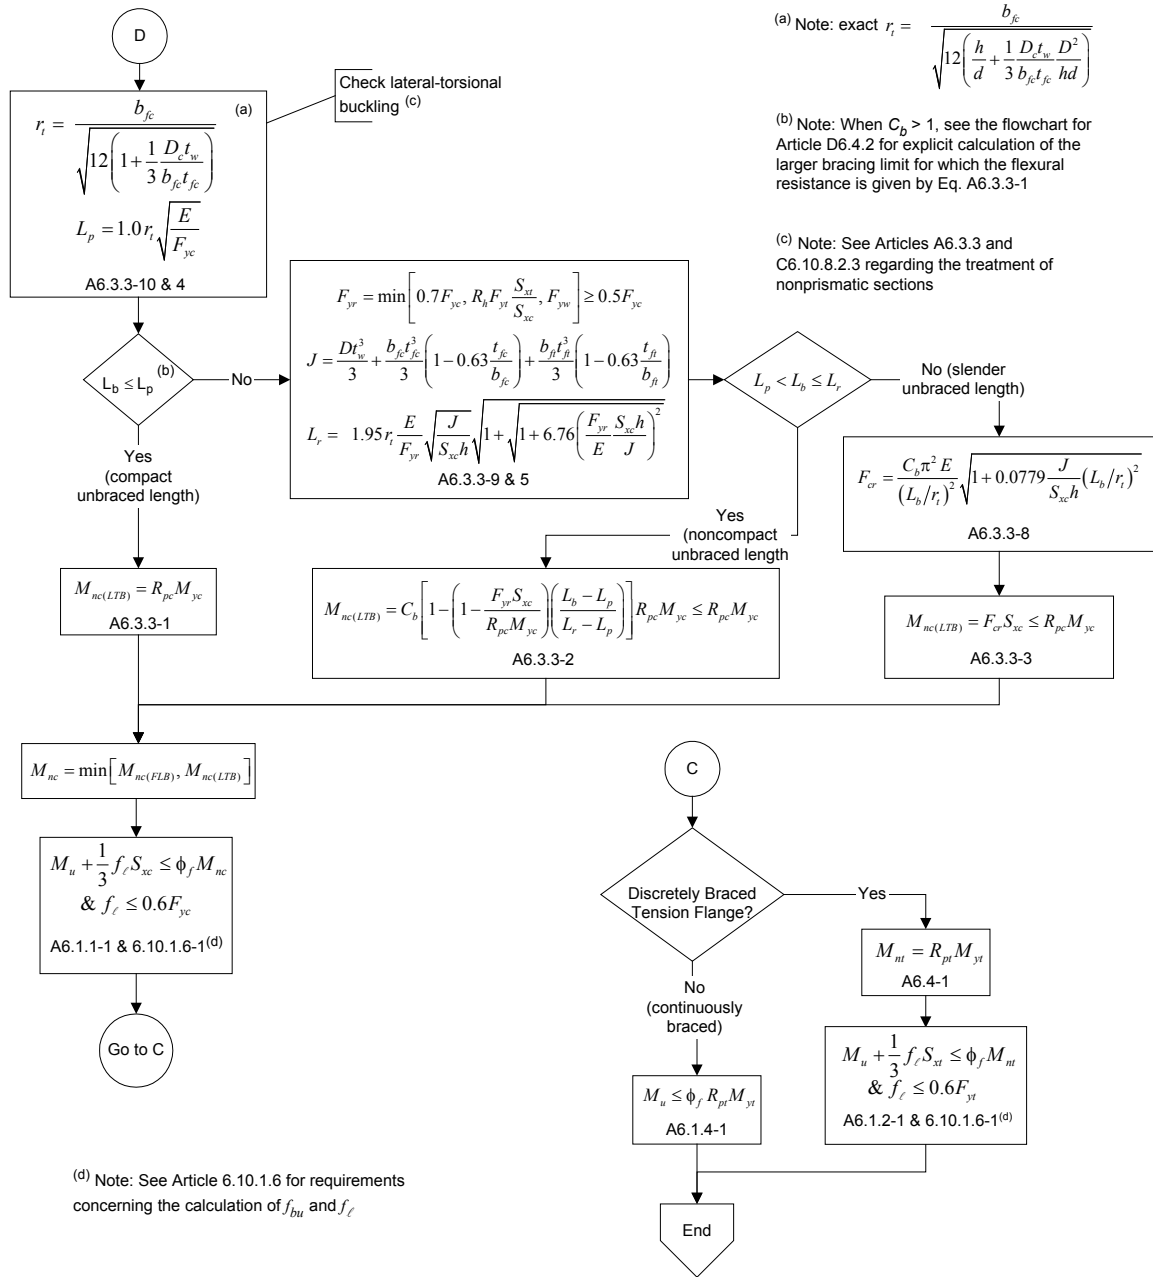 D
Check lateral-torsional
buckling (c)
(a)
r_t = b_fc / √(12(1 + (1/3)(D_c t_w / b_fc t_fc)))
L_p = 1.0 r_t √(E / F_yc)
A6.3.3-10 & 4
(a) Note: exact r_t = b_fc / √(12(h/d + (1/3)(D_c t_w / b_fc t_fc)(D² / hd)))
(b) Note: When C_b > 1, see the flowchart for
Article D6.4.2 for explicit calculation of the
larger bracing limit for which the flexural
resistance is given by Eq. A6.3.3-1
(c) Note: See Articles A6.3.3 and
C6.10.8.2.3 regarding the treatment of
nonprismatic sections
L_b ≤ L_p (b)
No
F_yr = min[0.7F_yc, R_h F_yt S_xt/S_xc, F_yw] ≥ 0.5F_yc
J = Dt_w³/3 + b_fc t_fc³/3 (1 − 0.63 t_fc/b_fc) + b_ft t_ft³/3 (1 − 0.63 t_ft/b_ft)
L_r = 1.95 r_t (E/F_yr) √(J/(S_xc h)) √(1 + √(1 + 6.76 ((F_yr/E)(S_xc h/J))²))
A6.3.3-9 & 5
L_p < L_b ≤ L_r
No (slender
unbraced length)
F_cr = (C_b π² E / (L_b/r_t)²) √(1 + 0.0779 (J/(S_xc h)) (L_b/r_t)²)
A6.3.3-8
Yes
(compact
unbraced length)
Yes
(noncompact
unbraced length
M_nc(LTB) = R_pc M_yc
A6.3.3-1
M_nc(LTB) = C_b [1 − (1 − F_yr S_xc / R_pc M_yc)((L_b − L_p)/(L_r − L_p))] R_pc M_yc ≤ R_pc M_yc
A6.3.3-2
M_nc(LTB) = F_cr S_xc ≤ R_pc M_yc
A6.3.3-3
M_nc = min[M_nc(FLB), M_nc(LTB)]
M_u + (1/3) f_ℓ S_xc ≤ ϕ_f M_nc
& f_ℓ ≤ 0.6F_yc
A6.1.1-1 & 6.10.1.6-1(d)
Go to C
C
Discretely Braced
Tension Flange?
Yes
M_nt = R_pt M_yt
A6.4-1
No
(continuously
braced)
M_u + (1/3) f_ℓ S_xt ≤ ϕ_f M_nt
& f_ℓ ≤ 0.6F_yt
A6.1.2-1 & 6.10.1.6-1(d)
M_u ≤ ϕ_f R_pt M_yt
A6.1.4-1
End
(d) Note: See Article 6.10.1.6 for requirements
concerning the calculation of f_bu and f_ℓ